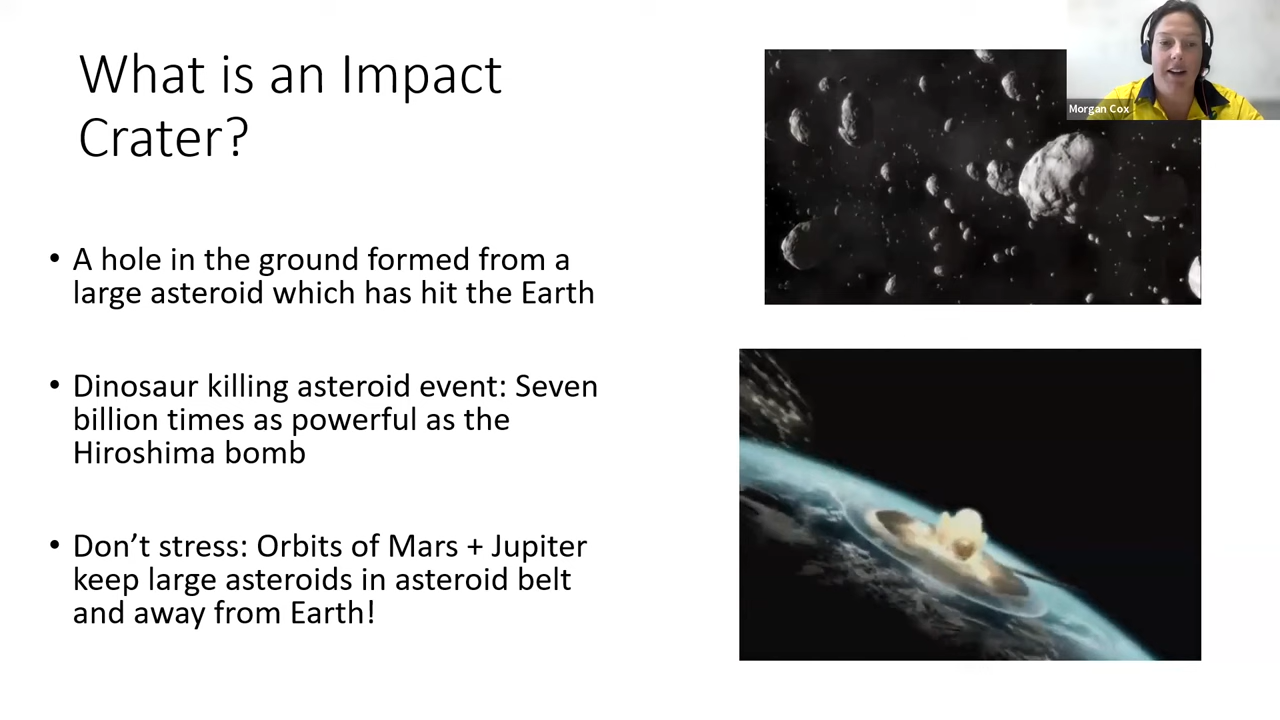 What is an Impact
Crater?
• A hole in the ground formed from a
large asteroid which has hit the Earth
• Dinosaur killing asteroid event: Seven
billion times as powerful as the
Hiroshima bomb
• Don’t stress: Orbits of Mars + Jupiter
keep large asteroids in asteroid belt
and away from Earth!
Morgan Cox